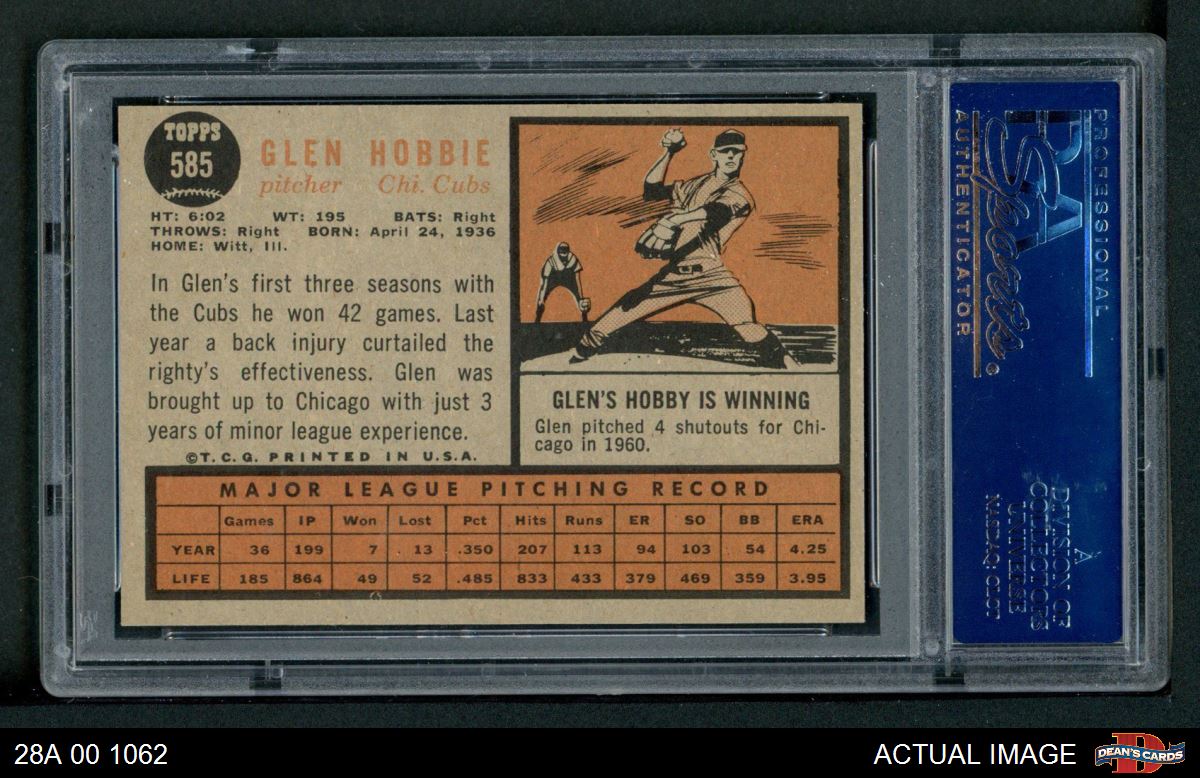 TOPPS
585
GLEN HOBBIE
pitcher Chi. Cubs
HT: 6:02 WT: 195 BATS: Right
THROWS: Right BORN: April 24, 1936
HOME: Witt, Ill.
In Glen's first three seasons with
the Cubs he won 42 games. Last
year a back injury curtailed the
righty's effectiveness. Glen was
brought up to Chicago with just 3
years of minor league experience.
©T.C.G. PRINTED IN U.S.A.
GLEN'S HOBBY IS WINNING
Glen pitched 4 shutouts for Chi-
cago in 1960.
MAJOR LEAGUE PITCHING RECORD
Games IP Won Lost Pct Hits Runs ER SO BB ERA
YEAR 36 199 7 13 .350 207 113 94 103 54 4.25
LIFE 185 864 49 52 .485 833 433 379 469 359 3.95
PROFESSIONAL
PSA
Sports
AUTHENTICATOR
A
DIVISION OF
COLLECTORS
UNIVERSE
NASDAQ: CLCT
28A 00 1062
ACTUAL IMAGE
DEAN'S CARDS